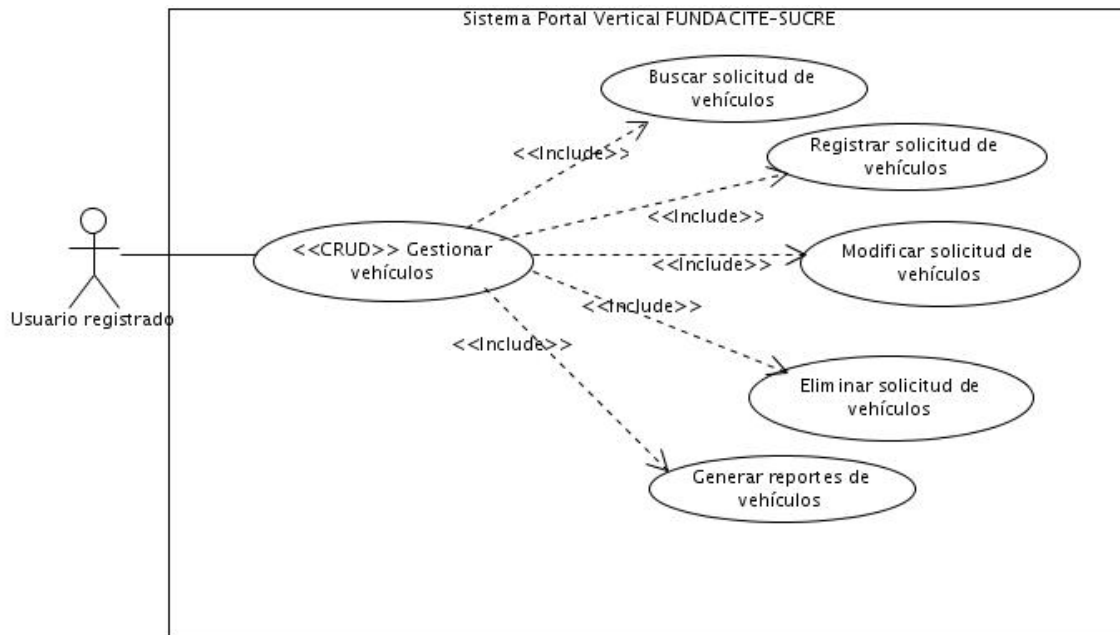 Sistema Portal Vertical FUNDACITE-SUCRE
Buscar solicitud de
vehículos
<<Include>>
Registrar solicitud de
vehículos
<<Include>>
<<CRUD>> Gestionar
vehículos
Modificar solicitud de
vehículos
<<Include>>
Usuario registrado
<<Include>>
<<Include>>
Eliminar solicitud de
vehículos
Generar reportes de
vehículos